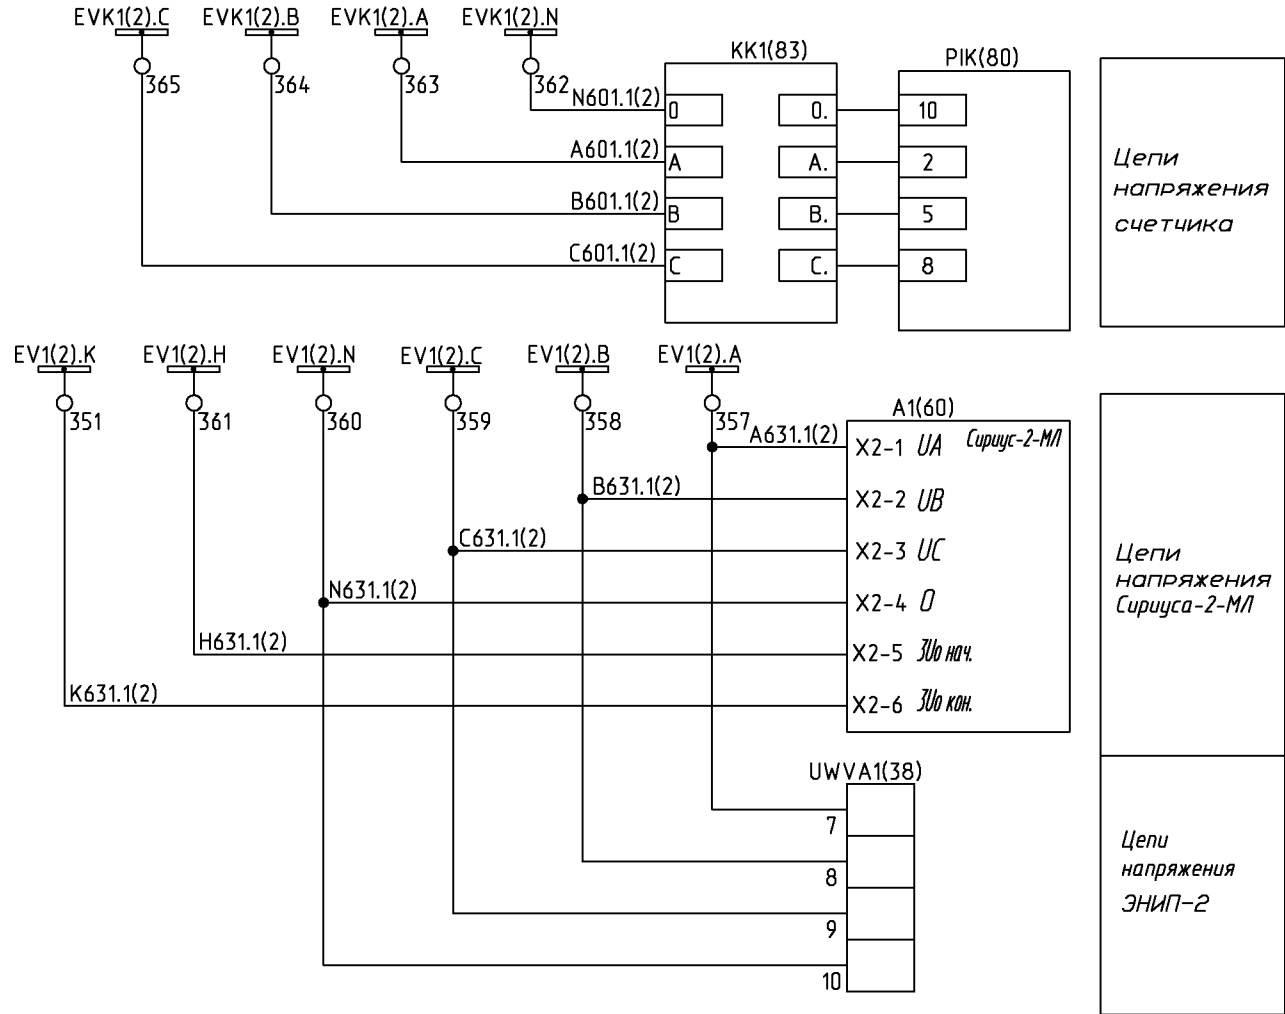 EVK1(2).C EVK1(2).B EVK1(2).A EVK1(2).N
365 364 363 362
KK1(83)
PIK(80)
N601.1(2) 0 0. 10
A601.1(2) A A. 2
B601.1(2) B B. 5
C601.1(2) C C. 8
Цепи
напряжения
счетчика
EV1(2).K EV1(2).H EV1(2).N EV1(2).C EV1(2).B EV1(2).A
351 361 360 359 358 357
A1(60)
Сириус-2-МЛ
A631.1(2) X2-1 UA
B631.1(2) X2-2 UB
C631.1(2) X2-3 UC
N631.1(2) X2-4 0
H631.1(2) X2-5 3Uo нач.
K631.1(2) X2-6 3Uo кон.
Цепи
напряжения
Сириуса-2-МЛ
UWVA1(38)
7
8
9
10
Цепи
напряжения
ЭНИП-2